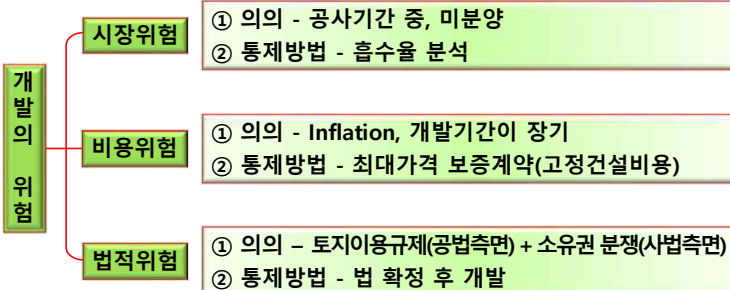 개발의 위험
시장위험
① 의의 - 공사기간 중, 미분양
② 통제방법 - 흡수율 분석
비용위험
① 의의 - Inflation, 개발기간이 장기
② 통제방법 - 최대가격 보증계약(고정건설비용)
법적위험
① 의의 – 토지이용규제(공법측면) + 소유권 분쟁(사법측면)
② 통제방법 - 법 확정 후 개발